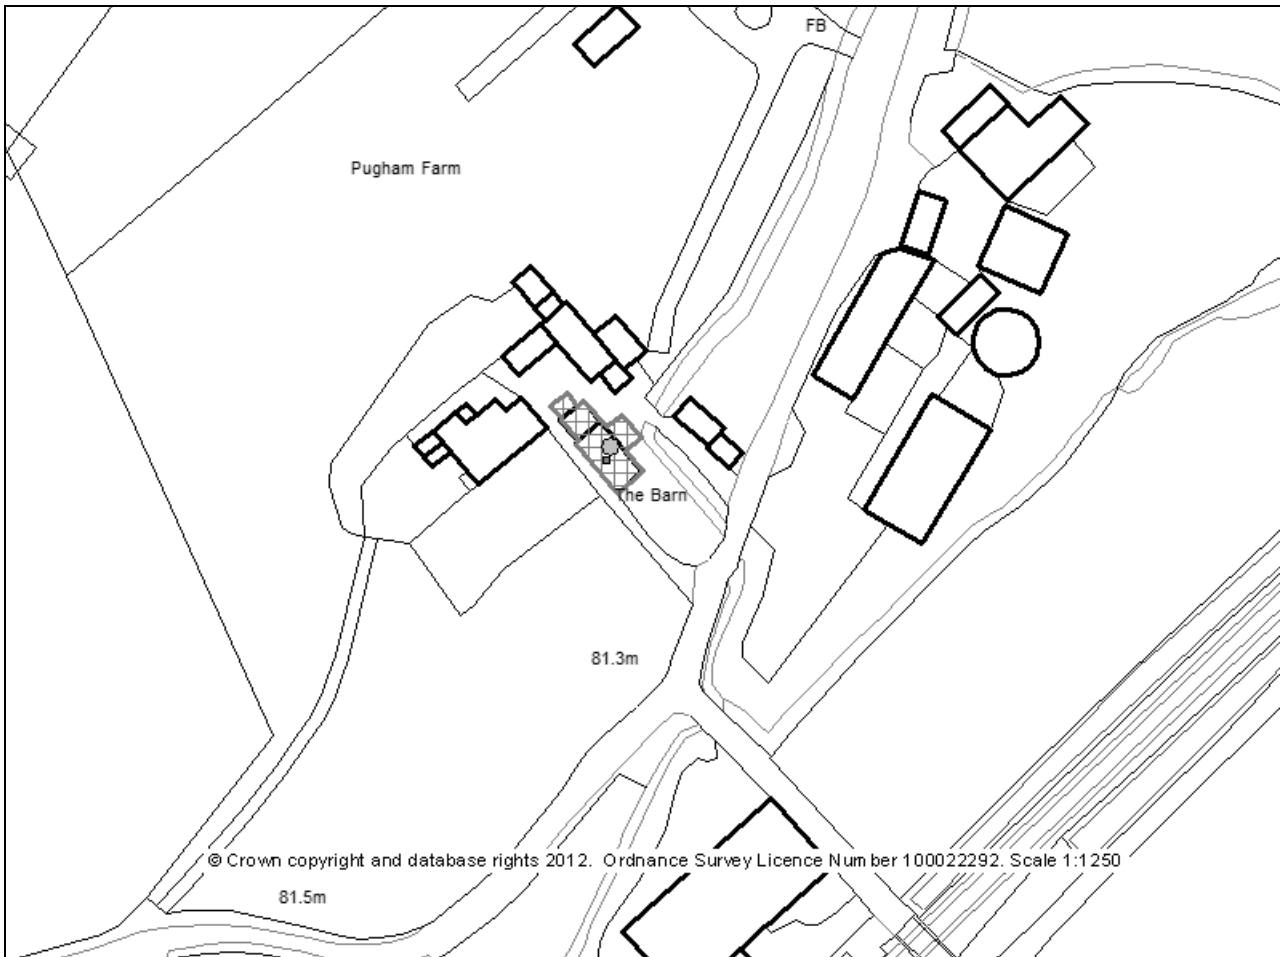 FB
Pugham Farm
The Barn
81.3m
© Crown copyright and database rights 2012. Ordnance Survey Licence Number 100022292. Scale 1:1250
81.5m